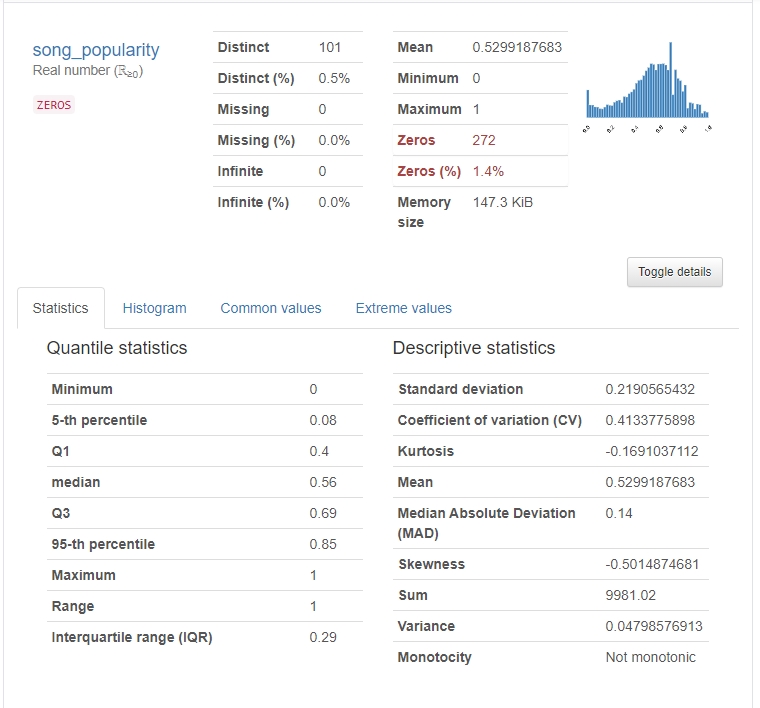 song_popularity
Real number (ℝ≥0)
ZEROS
Distinct 101
Distinct (%) 0.5%
Missing 0
Missing (%) 0.0%
Infinite 0
Infinite (%) 0.0%
Mean 0.5299187683
Minimum 0
Maximum 1
Zeros 272
Zeros (%) 1.4%
Memory size 147.3 KiB
0.0 0.2 0.4 0.6 0.8 1.0
Toggle details
Statistics Histogram Common values Extreme values
Quantile statistics
Minimum 0
5-th percentile 0.08
Q1 0.4
median 0.56
Q3 0.69
95-th percentile 0.85
Maximum 1
Range 1
Interquartile range (IQR) 0.29
Descriptive statistics
Standard deviation 0.2190565432
Coefficient of variation (CV) 0.4133775898
Kurtosis -0.1691037112
Mean 0.5299187683
Median Absolute Deviation (MAD) 0.14
Skewness -0.5014874681
Sum 9981.02
Variance 0.04798576913
Monotocity Not monotonic